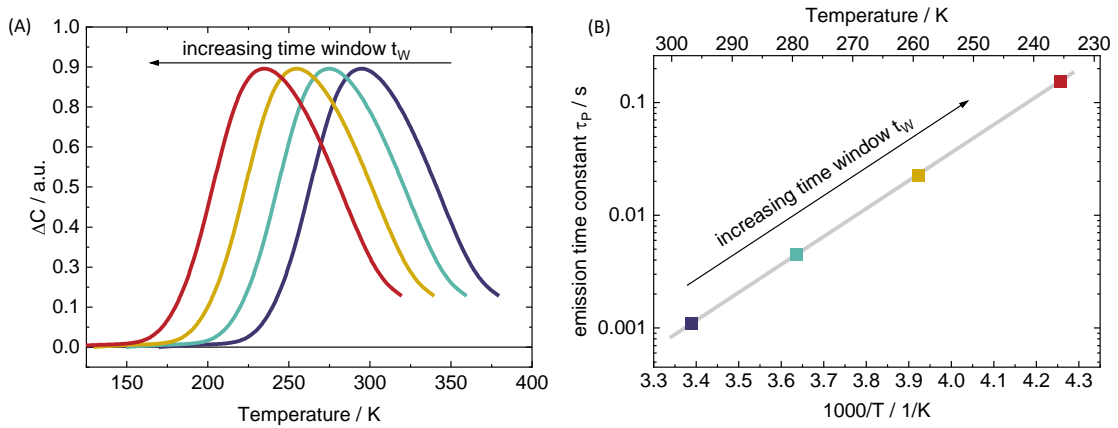 (A)
increasing time window t_W
1.0
0.9
0.8
0.7
0.5
0.4
0.3
0.1
0.0
150 200 250 300 350 400
ΔC / a.u.
Temperature / K
(B)
Temperature / K
300 290 280 270 260 250 240 230
increasing time window t_W
0.1
0.01
0.001
emission time constant τ_P / s
3.3 3.4 3.5 3.6 3.7 3.8 3.9 4.0 4.1 4.2 4.3
1000/T / 1/K